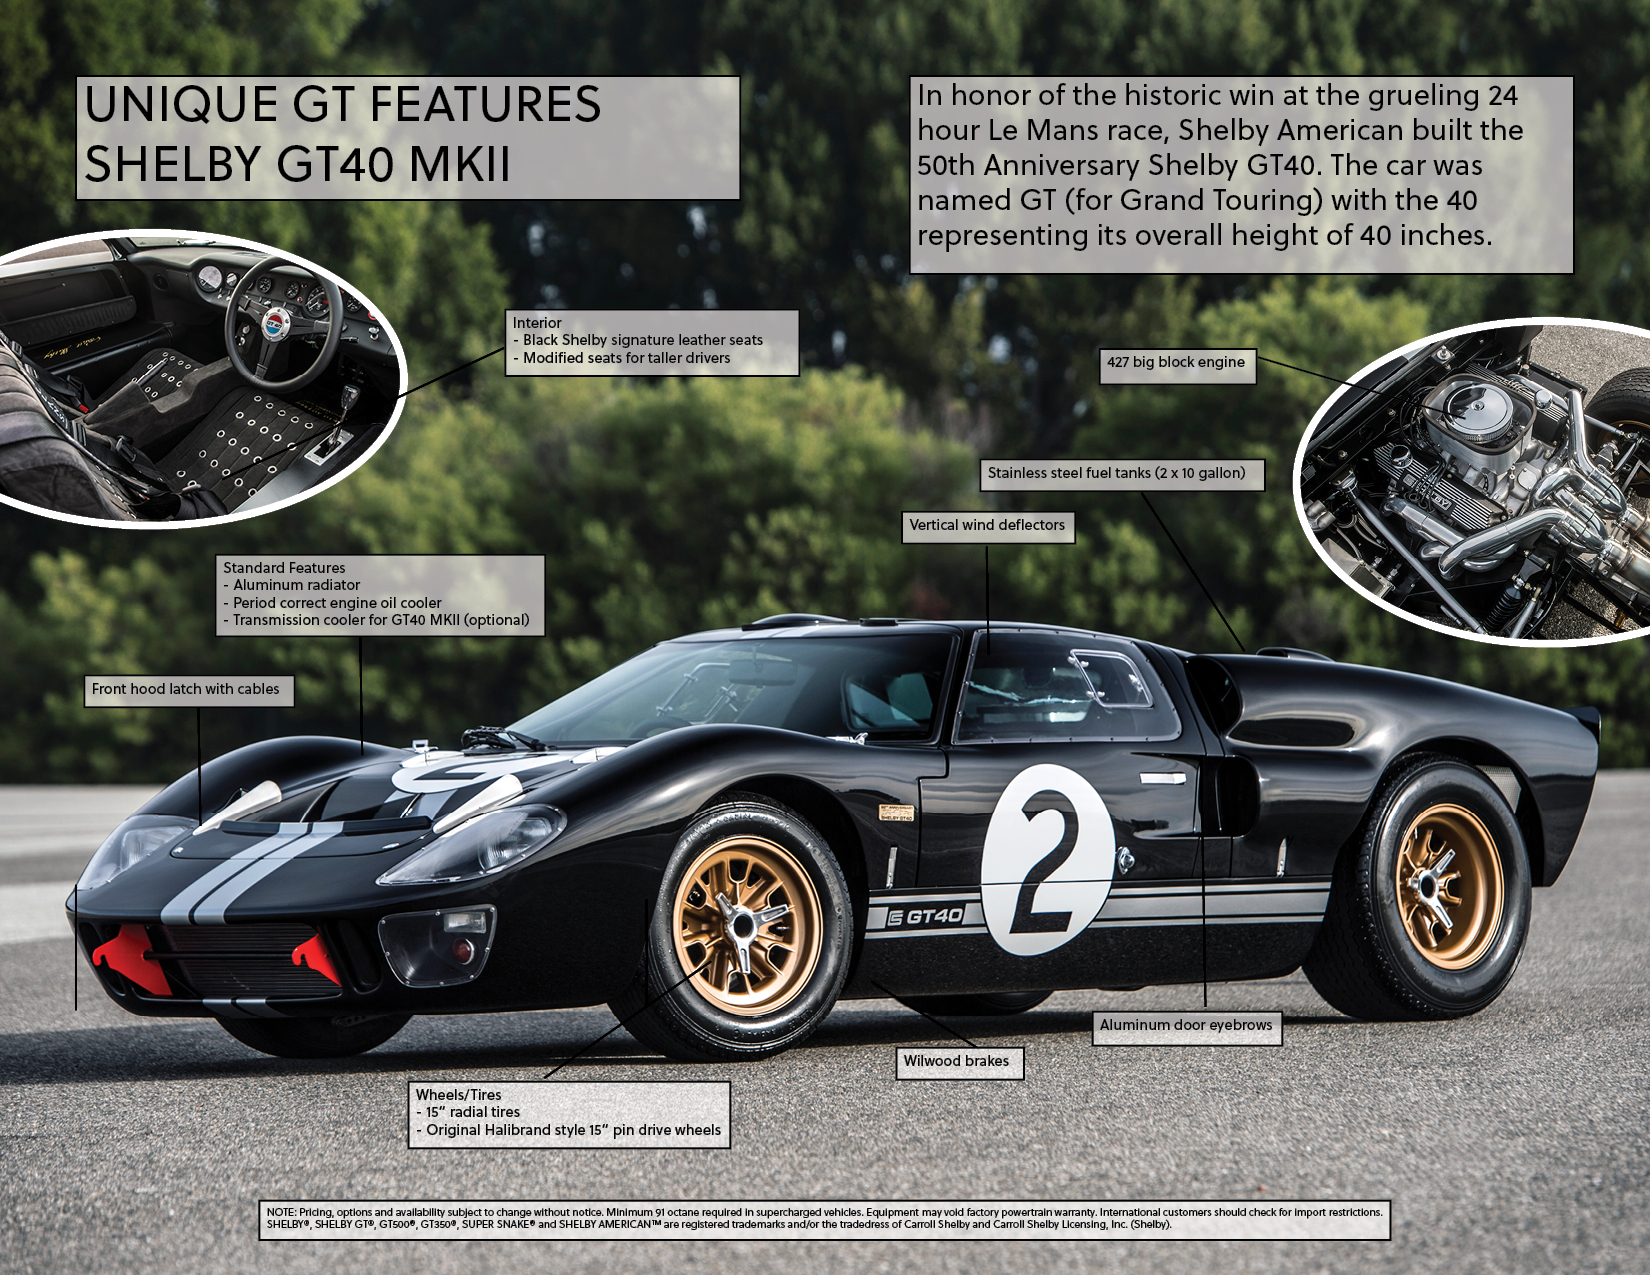 UNIQUE GT FEATURES
SHELBY GT40 MKII
In honor of the historic win at the grueling 24
hour Le Mans race, Shelby American built the
50th Anniversary Shelby GT40. The car was
named GT (for Grand Touring) with the 40
representing its overall height of 40 inches.
Interior
- Black Shelby signature leather seats
- Modified seats for taller drivers
427 big block engine
Stainless steel fuel tanks (2 x 10 gallon)
Vertical wind deflectors
Standard Features
- Aluminum radiator
- Period correct engine oil cooler
- Transmission cooler for GT40 MKII (optional)
Front hood latch with cables
2
GT40
SHELBY GT40
Aluminum door eyebrows
Wilwood brakes
Wheels/Tires
- 15” radial tires
- Original Halibrand style 15” pin drive wheels
NOTE: Pricing, options and availability subject to change without notice. Minimum 91 octane required in supercharged vehicles. Equipment may void factory powertrain warranty. International customers should check for import restrictions.
SHELBY®, SHELBY GT®, GT500®, GT350®, SUPER SNAKE® and SHELBY AMERICAN™ are registered trademarks and/or the tradedress of Carroll Shelby and Carroll Shelby Licensing, Inc. (Shelby).